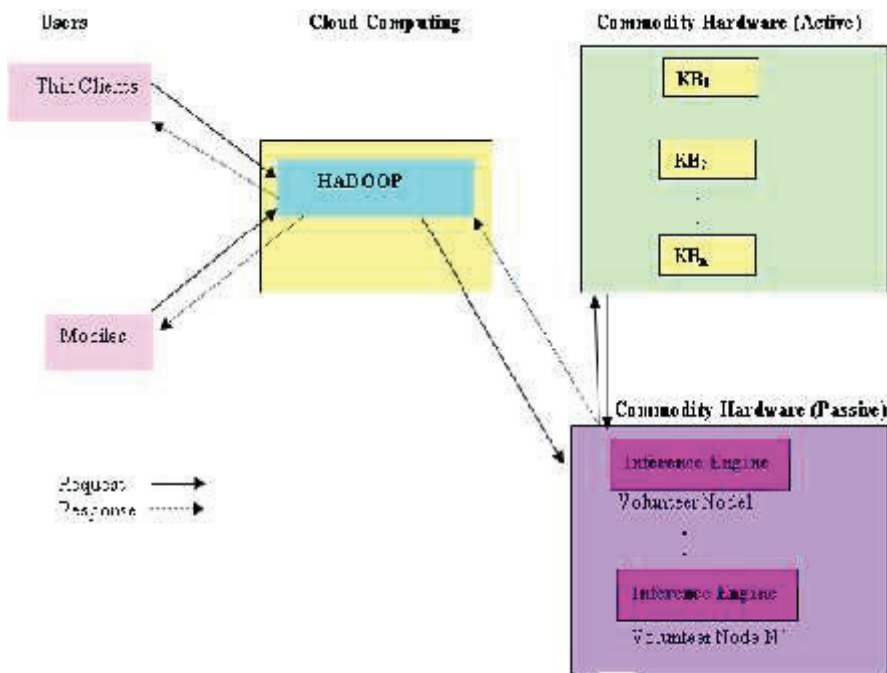 Users
Cloud Computing
Commodity Hardware (Active)
Thin Clients
KB1
HADOOP
KB2
KBn
Mobiles
Commodity Hardware (Passive)
Inference Engine
Request
Volunteer Node1
Response
Inference Engine
Volunteer Node N